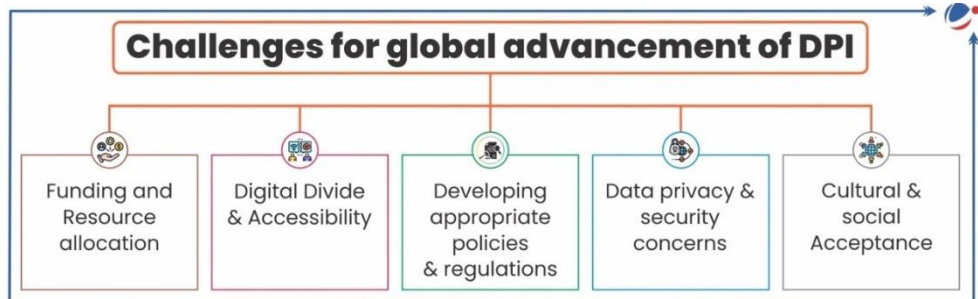 Challenges for global advancement of DPI
Funding and
Resource
allocation
Digital Divide
& Accessibility
Developing
appropriate
policies
& regulations
Data privacy &
security
concerns
Cultural &
social
Acceptance